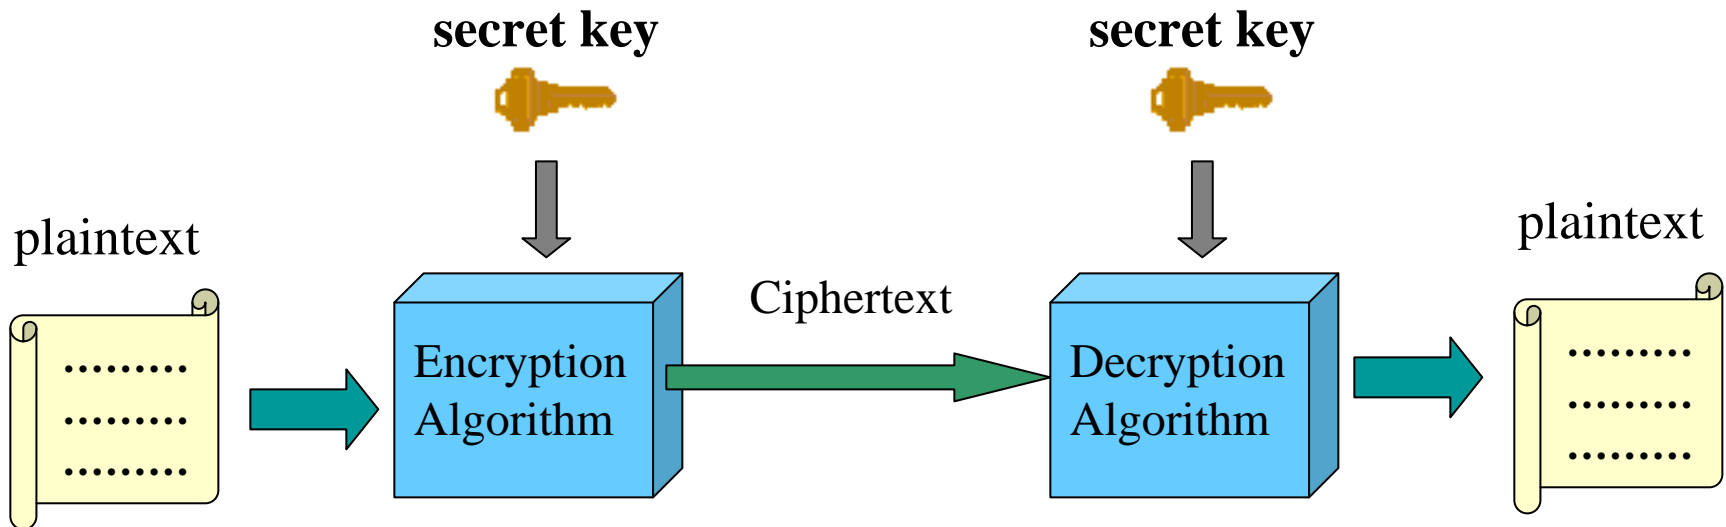 secret key
secret key
plaintext
plaintext
Ciphertext
Encryption
Algorithm
Decryption
Algorithm